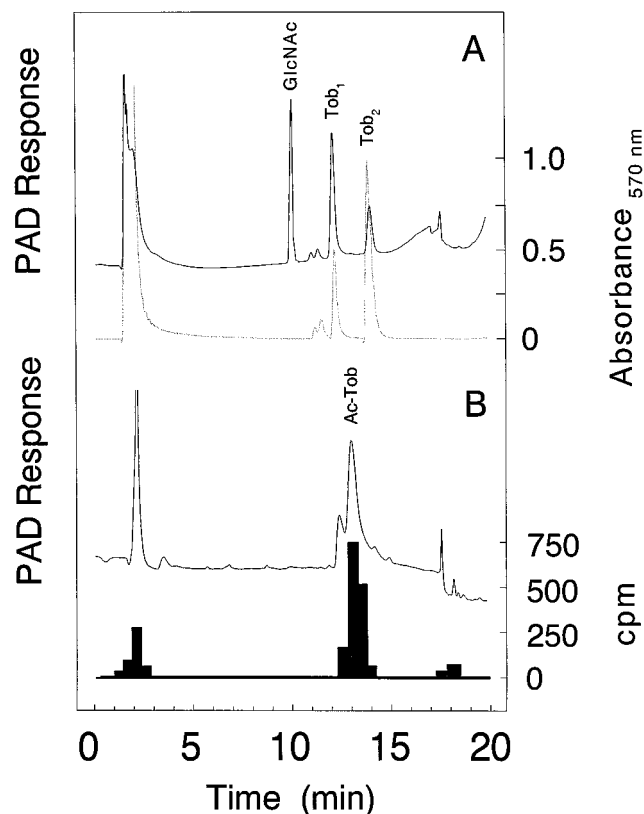 A
PAD Response
GlcNAc
Tob1
Tob2
1.0
0.5
0
Absorbance 570 nm
B
PAD Response
Ac-Tob
750
500
250
0
cpm
0 5 10 15 20
Time (min)